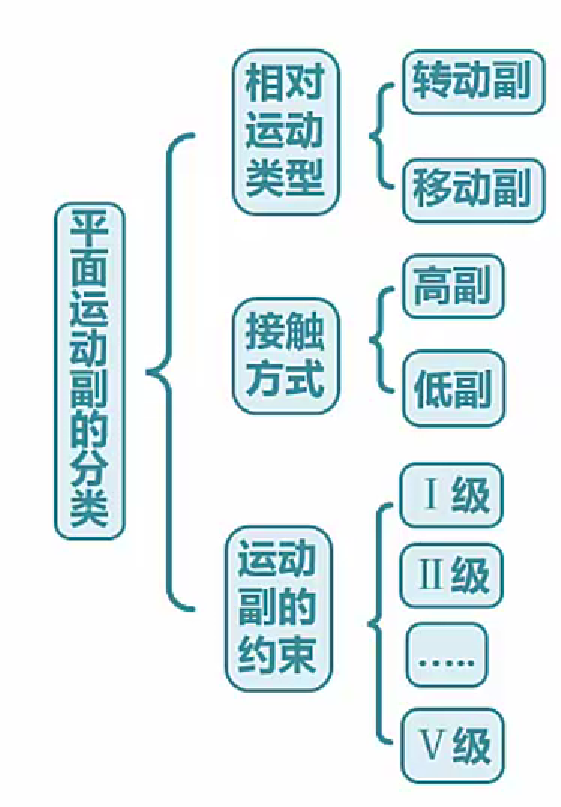 平面运动副的分类
相对
运动
类型
转动副
移动副
接触
方式
高副
低副
运动
副的
约束
Ⅰ级
Ⅱ级
……
Ⅴ级